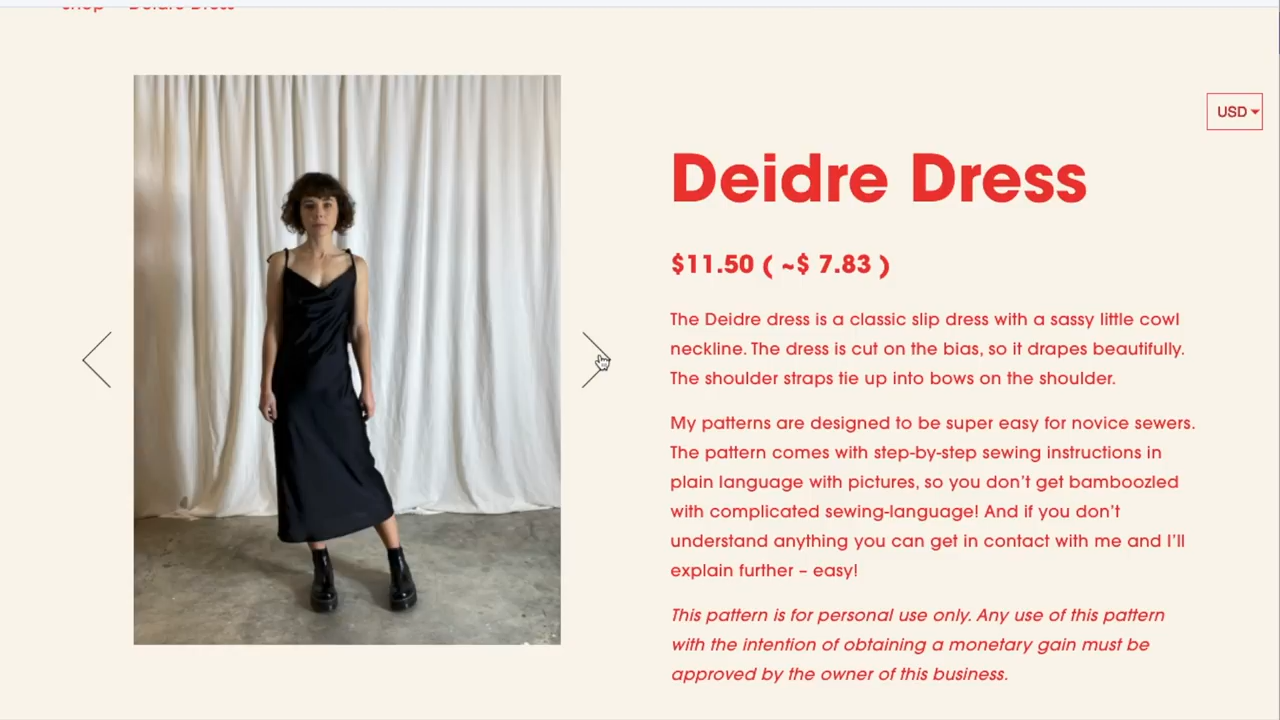 shop – Deidre Dress
USD
Deidre Dress
$11.50 ( ~$ 7.83 )
The Deidre dress is a classic slip dress with a sassy little cowl
neckline. The dress is cut on the bias, so it drapes beautifully.
The shoulder straps tie up into bows on the shoulder.
My patterns are designed to be super easy for novice sewers.
The pattern comes with step-by-step sewing instructions in
plain language with pictures, so you don’t get bamboozled
with complicated sewing-language! And if you don’t
understand anything you can get in contact with me and I’ll
explain further – easy!
This pattern is for personal use only. Any use of this pattern
with the intention of obtaining a monetary gain must be
approved by the owner of this business.